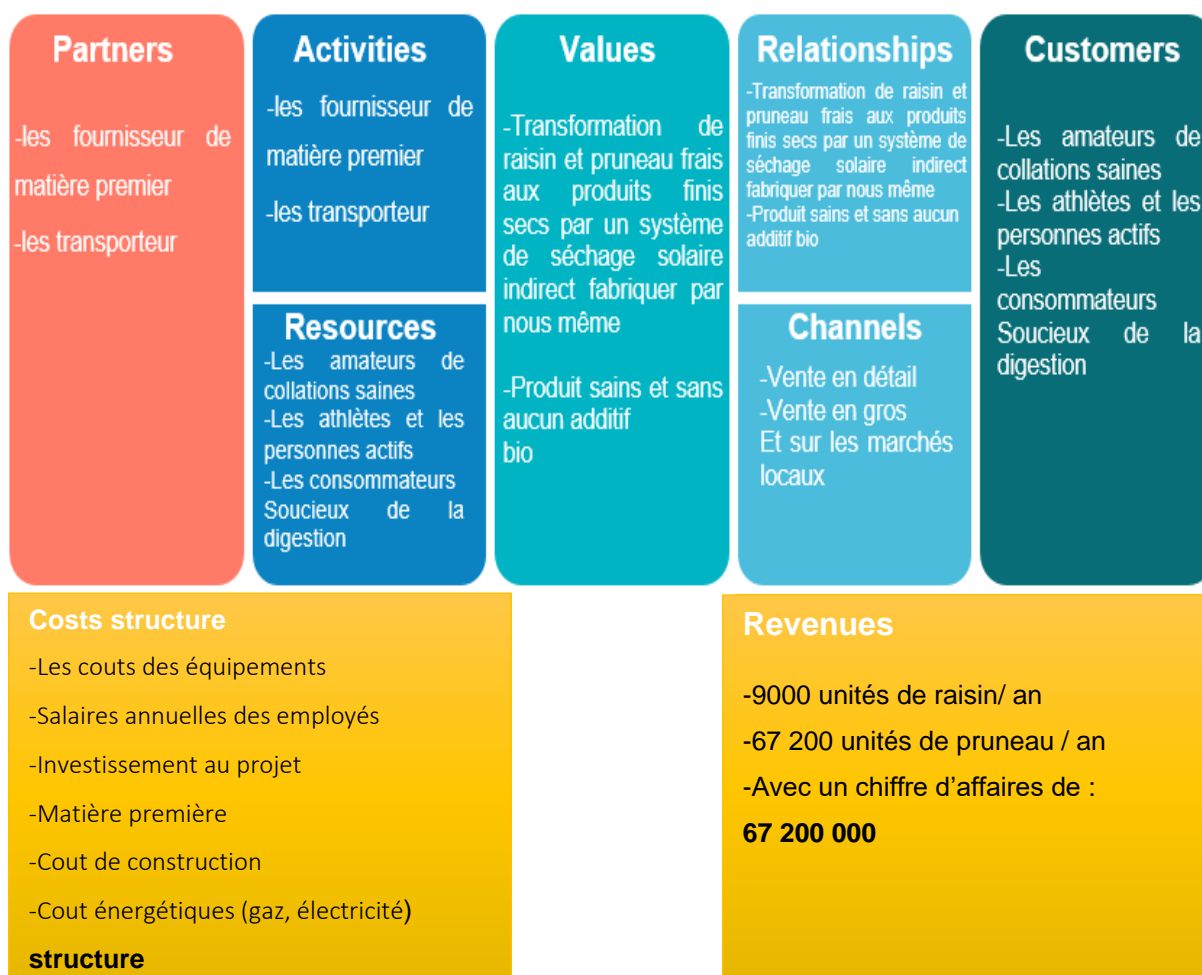 Partners
-les fournisseur de
matière premier
-les transporteur
Activities
-les fournisseur de
matière premier
-les transporteur
Resources
-Les amateurs de
collations saines
-Les athlètes et les
personnes actifs
-Les consommateurs
Soucieux de la
digestion
Values
-Transformation de
raisin et pruneau frais
aux produits finis
secs par un système
de séchage solaire
indirect fabriquer par
nous même
-Produit sains et sans
aucun additif
bio
Relationships
-Transformation de raisin et
pruneau frais aux produits
finis secs par un système de
séchage solaire indirect
fabriquer par nous même
-Produit sains et sans aucun
additif bio
Channels
-Vente en détail
-Vente en gros
Et sur les marchés
locaux
Customers
-Les amateurs de
collations saines
-Les athlètes et les
personnes actifs
-Les
consommateurs
Soucieux de la
digestion
Costs structure
-Les couts des équipements
-Salaires annuelles des employés
-Investissement au projet
-Matière première
-Cout de construction
-Cout énergétiques (gaz, électricité)
structure
Revenues
-9000 unités de raisin/ an
-67 200 unités de pruneau / an
-Avec un chiffre d’affaires de :
67 200 000